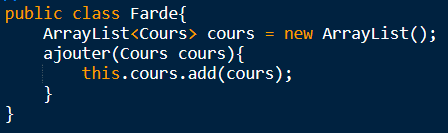 public class Farde{
    ArrayList<Cours> cours = new ArrayList();
    ajouter(Cours cours){
        this.cours.add(cours);
    }
}